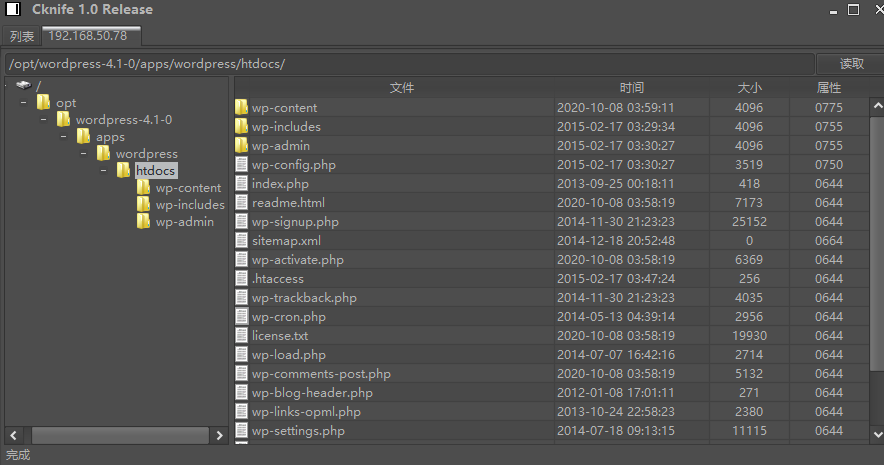 Cknife 1.0 Release
列表 192.168.50.78
/opt/wordpress-4.1-0/apps/wordpress/htdocs/ 读取
/
opt
wordpress-4.1-0
apps
wordpress
htdocs
wp-content
wp-includes
wp-admin
文件 时间 大小 属性
wp-content 2020-10-08 03:59:11 4096 0775
wp-includes 2015-02-17 03:29:34 4096 0755
wp-admin 2015-02-17 03:30:27 4096 0755
wp-config.php 2015-02-17 03:30:27 3519 0750
index.php 2013-09-25 00:18:11 418 0644
readme.html 2020-10-08 03:58:19 7173 0644
wp-signup.php 2014-11-30 21:23:23 25152 0644
sitemap.xml 2014-12-18 20:52:48 0 0664
wp-activate.php 2020-10-08 03:58:19 6369 0644
.htaccess 2015-02-17 03:47:24 256 0644
wp-trackback.php 2014-11-30 21:23:23 4035 0644
wp-cron.php 2014-05-13 04:39:14 2956 0644
license.txt 2020-10-08 03:58:19 19930 0644
wp-load.php 2014-07-07 16:42:16 2714 0644
wp-comments-post.php 2020-10-08 03:58:19 5132 0644
wp-blog-header.php 2012-01-08 17:01:11 271 0644
wp-links-opml.php 2013-10-24 22:58:23 2380 0644
wp-settings.php 2014-07-18 09:13:15 11115 0644
完成